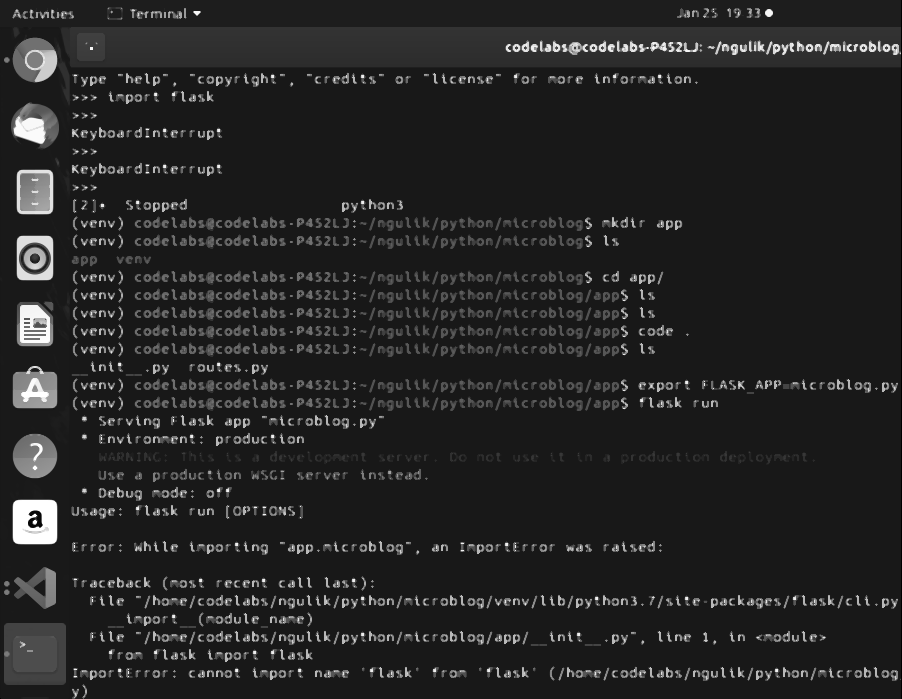 Activities
Terminal
Jan 25 19 33
codelabs@codelabs-P452LJ: ~/ngulik/python/microblog
Type "help", "copyright", "credits" or "license" for more information.
>>> import flask
>>>
KeyboardInterrupt
>>>
KeyboardInterrupt
>>>
[2]+ Stopped python3
(venv) codelabs@codelabs-P452LJ:~/ngulik/python/microblog$ mkdir app
(venv) codelabs@codelabs-P452LJ:~/ngulik/python/microblog$ ls
app venv
(venv) codelabs@codelabs-P452LJ:~/ngulik/python/microblog$ cd app/
(venv) codelabs@codelabs-P452LJ:~/ngulik/python/microblog/app$ ls
(venv) codelabs@codelabs-P452LJ:~/ngulik/python/microblog/app$ ls
(venv) codelabs@codelabs-P452LJ:~/ngulik/python/microblog/app$ code .
(venv) codelabs@codelabs-P452LJ:~/ngulik/python/microblog/app$ ls
__init__.py routes.py
(venv) codelabs@codelabs-P452LJ:~/ngulik/python/microblog/app$ export FLASK_APP=microblog.py
(venv) codelabs@codelabs-P452LJ:~/ngulik/python/microblog/app$ flask run
* Serving Flask app "microblog.py"
* Environment: production
WARNING: This is a development server. Do not use it in a production deployment.
Use a production WSGI server instead.
* Debug mode: off
Usage: flask run [OPTIONS]
Error: While importing "app.microblog", an ImportError was raised:
Traceback (most recent call last):
File "/home/codelabs/ngulik/python/microblog/venv/lib/python3.7/site-packages/flask/cli.py
__import__(module_name)
File "/home/codelabs/ngulik/python/microblog/app/__init__.py", line 1, in <module>
from flask import flask
ImportError: cannot import name 'flask' from 'flask' (/home/codelabs/ngulik/python/microblog
y)